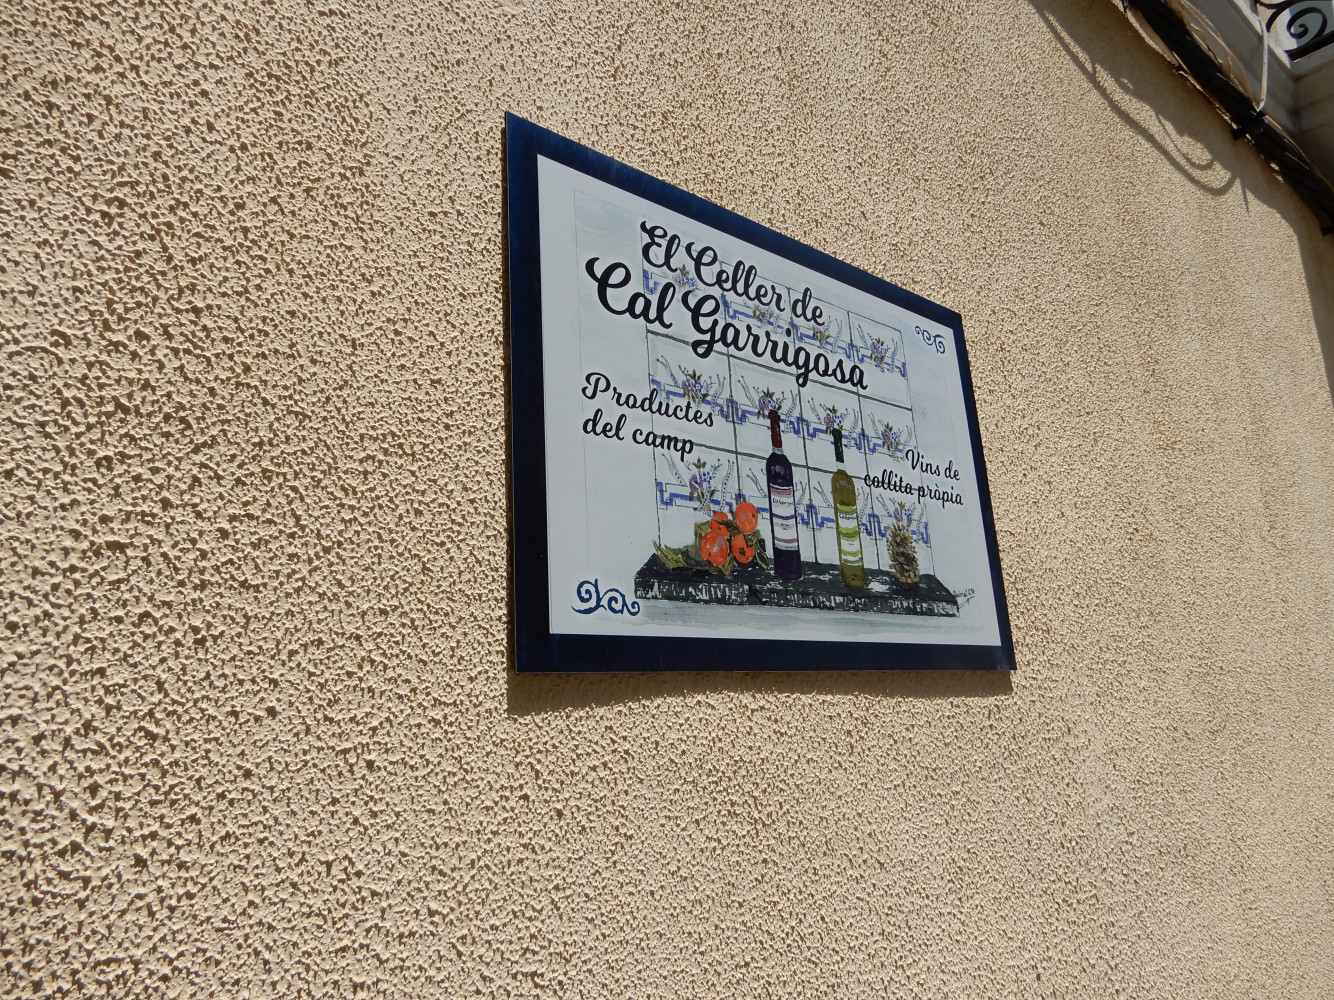 El Celler de
Cal Garrigosa
Productes
del camp
Vins de
collita pròpia